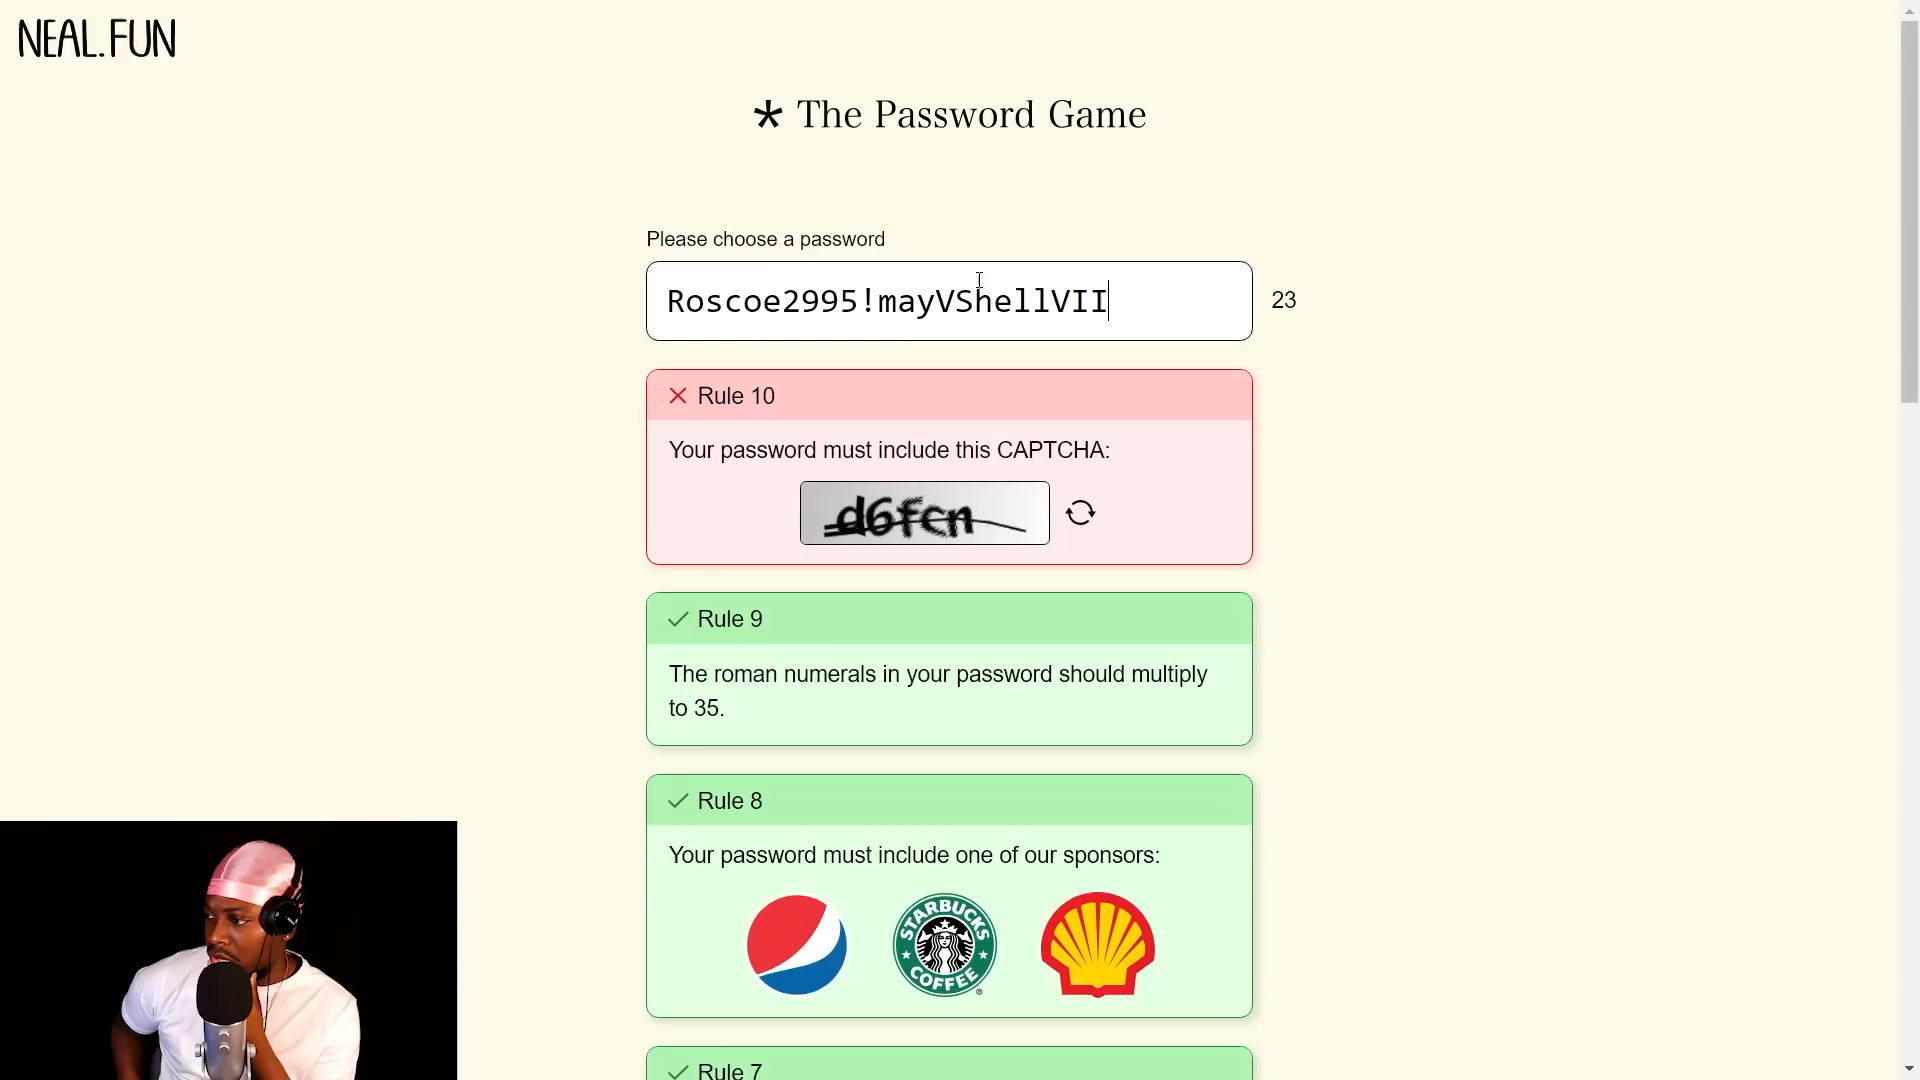 NEAL.FUN
* The Password Game
Please choose a password
Roscoe2995!mayVShellVII
23
Rule 10
Your password must include this CAPTCHA:
d6fcn
Rule 9
The roman numerals in your password should multiply
to 35.
Rule 8
Your password must include one of our sponsors:
STARBUCKS
COFFEE
Rule 7